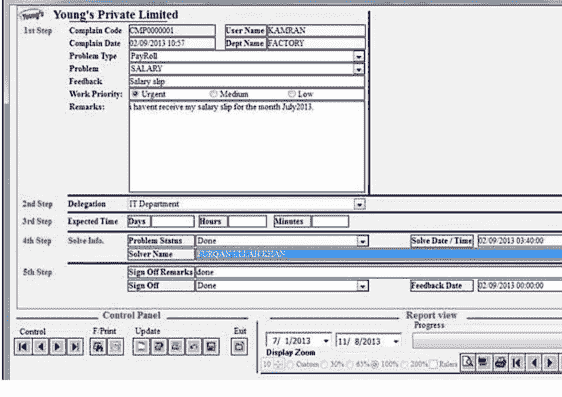 Young's Young's Private Limited
1st Step Complain Code CMP0000001 User Name KAMRAN
Complain Date 02/09/2013 10:57 Dept Name FACTORY
Problem Type PayRoll
Problem SALARY
Feedback Salary slip
Work Priority: Urgent Medium Low
Remarks: i havent receive my salary slip for the month July2013.
2nd Step Delegation IT Department
3rd Step Expected Time Days Hours Minutes
4th Step Solve Info. Problem Status Done Solve Date / Time 02/09/2013 03:40:00
Solver Name KHAN
5th Step Sign Off Remarks done
Sign Off Done Feedback Date 02/09/2013 00:00:00
Control Panel Report view
Control F/Print Update Exit Progress
7/ 1/2013 11/ 8/2013
Display Zoom
10 Custom 50% 65% 100% 200% Rulers